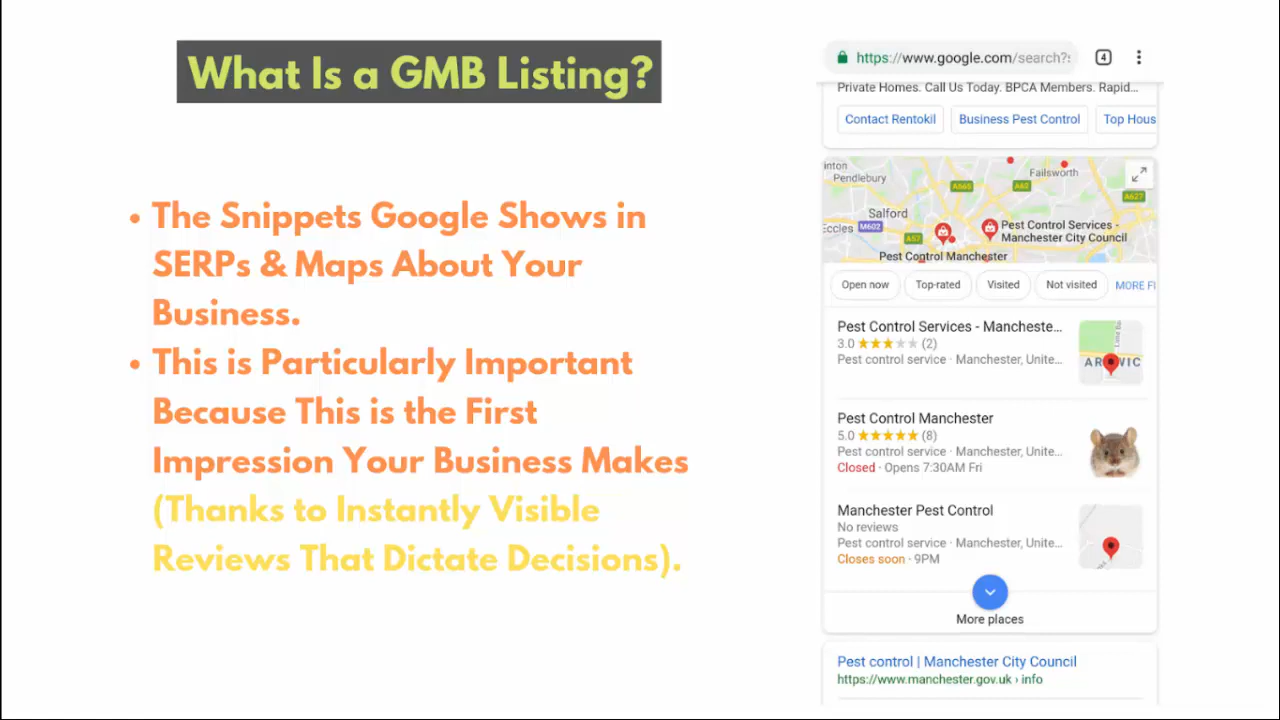 What Is a GMB Listing?
• The Snippets Google Shows in
SERPs & Maps About Your
Business.
• This is Particularly Important
Because This is the First
Impression Your Business Makes
(Thanks to Instantly Visible
Reviews That Dictate Decisions).
https://www.google.com/search?
4
Private Homes. Call Us Today. BPCA Members. Rapid...
Contact Rentokil
Business Pest Control
Top Hous
inton
Pendlebury
Failsworth
A666
A62
A627
Salford
Eccles
M602
A57
Pest Control Services -
Manchester City Council
Pest Control Manchester
Open now
Top-rated
Visited
Not visited
MORE FI
Pest Control Services - Mancheste...
3.0 ★★★★★ (2)
Pest control service · Manchester, Unite...
ARDWIC
Pest Control Manchester
5.0 ★★★★★ (8)
Pest control service · Manchester, Unite...
Closed · Opens 7:30AM Fri
Manchester Pest Control
No reviews
Pest control service · Manchester, Unite...
Closes soon · 9PM
More places
Pest control | Manchester City Council
https://www.manchester.gov.uk › info